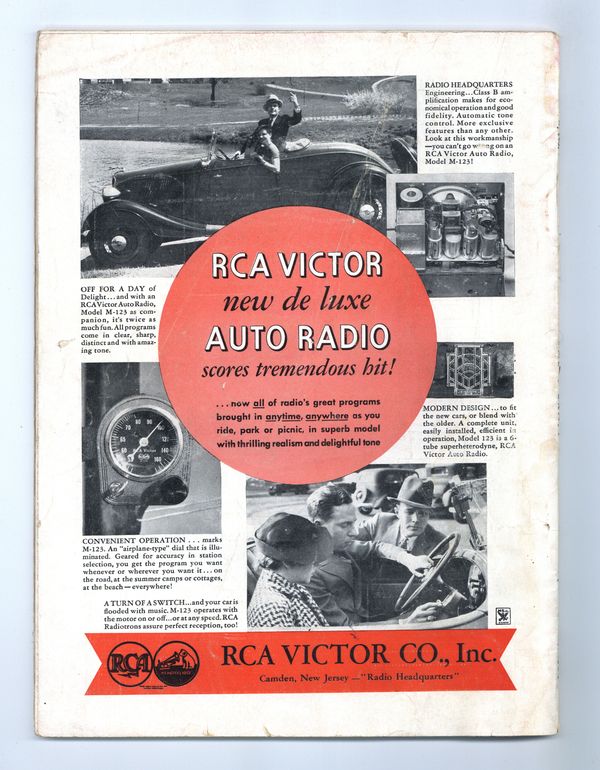 RADIO HEADQUARTERS
Engineering...Class B am-
plification makes for eco-
nomical operation and good
fidelity. Automatic tone
control. More exclusive
features than any other.
Look at this workmanship
—you can't go wrong on an
RCA Victor Auto Radio,
Model M-123!
RCA VICTOR
new de luxe
AUTO RADIO
scores tremendous hit!
...now all of radio's great programs
brought in anytime, anywhere as you
ride, park or picnic, in superb model
with thrilling realism and delightful tone
OFF FOR A DAY of
Delight...and with an
RCA Victor Auto Radio,
Model M-123 as com-
panion, it's twice as
much fun. All programs
come in clear, sharp,
distinct and with amaz-
ing tone.
MODERN DESIGN...to fit
the new cars, or blend with
the older. A complete unit,
easily installed, efficient in
operation, Model 123 is a 6-
tube superheterodyne, RCA
Victor Auto Radio.
RCA Victor
CONVENIENT OPERATION . . . marks
M-123. An "airplane-type" dial that is illu-
minated. Geared for accuracy in station
selection, you get the program you want
whenever or wherever you want it . . . on
the road, at the summer camps or cottages,
at the beach—everywhere!
A TURN OF A SWITCH...and your car is
flooded with music. M-123 operates with
the motor on or off...or at any speed. RCA
Radiotrons assure perfect reception, too!
RCA
RCA VICTOR CO., Inc.
Camden, New Jersey—"Radio Headquarters"